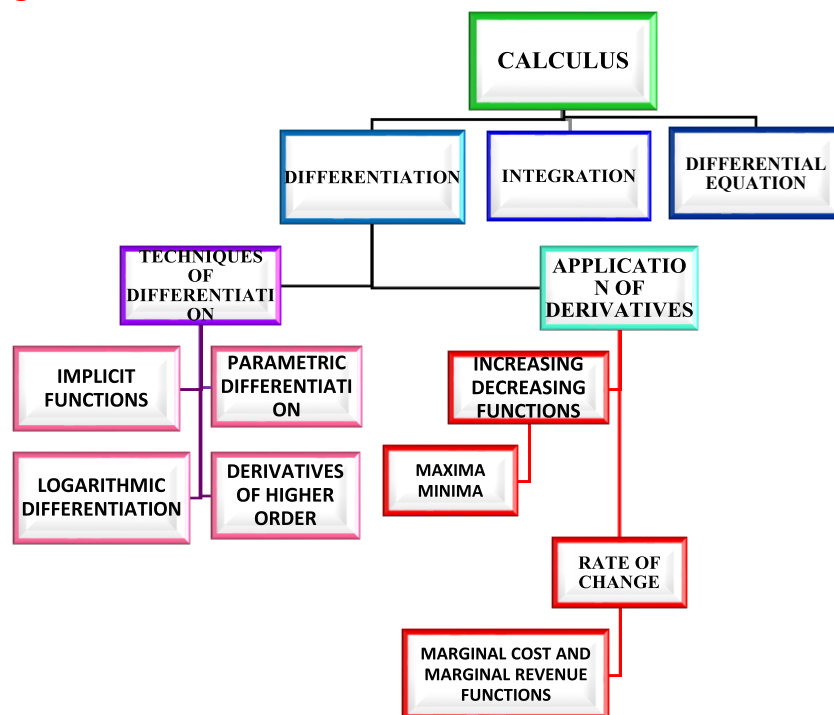 CALCULUS
DIFFERENTIATION
INTEGRATION
DIFFERENTIAL
EQUATION
TECHNIQUES
OF
DIFFERENTIATI
ON
APPLICATIO
N OF
DERIVATIVES
IMPLICIT
FUNCTIONS
PARAMETRIC
DIFFERENTIATI
ON
INCREASING
DECREASING
FUNCTIONS
LOGARITHMIC
DIFFERENTIATION
DERIVATIVES
OF HIGHER
ORDER
MAXIMA
MINIMA
RATE OF
CHANGE
MARGINAL COST AND
MARGINAL REVENUE
FUNCTIONS